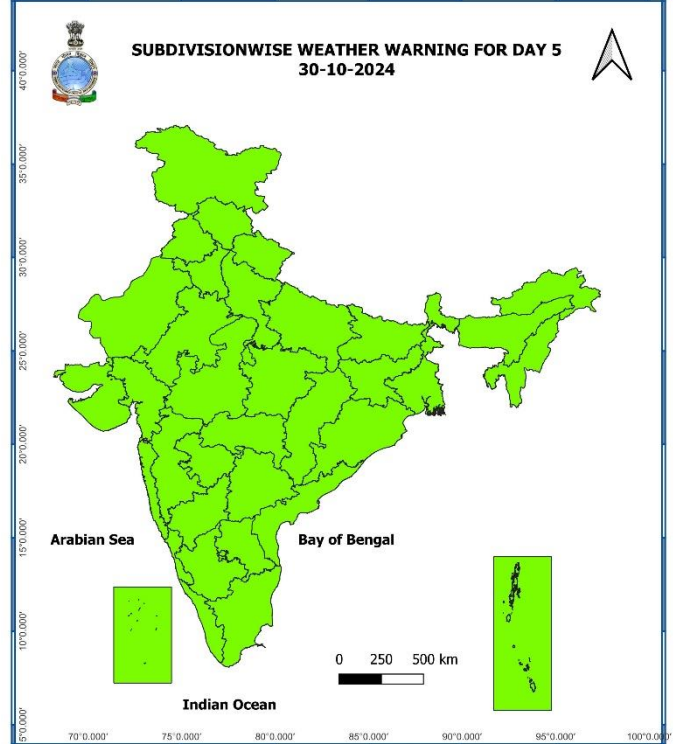 SUBDIVISIONWISE WEATHER WARNING FOR DAY 5
30-10-2024
40°0.000'
35°0.000'
30°0.000'
25°0.000'
20°0.000'
15°0.000'
10°0.000'
5°0.000'
Arabian Sea
Bay of Bengal
0 250 500 km
Indian Ocean
70°0.000' 75°0.000' 80°0.000' 85°0.000' 90°0.000' 95°0.000' 100°0.000'